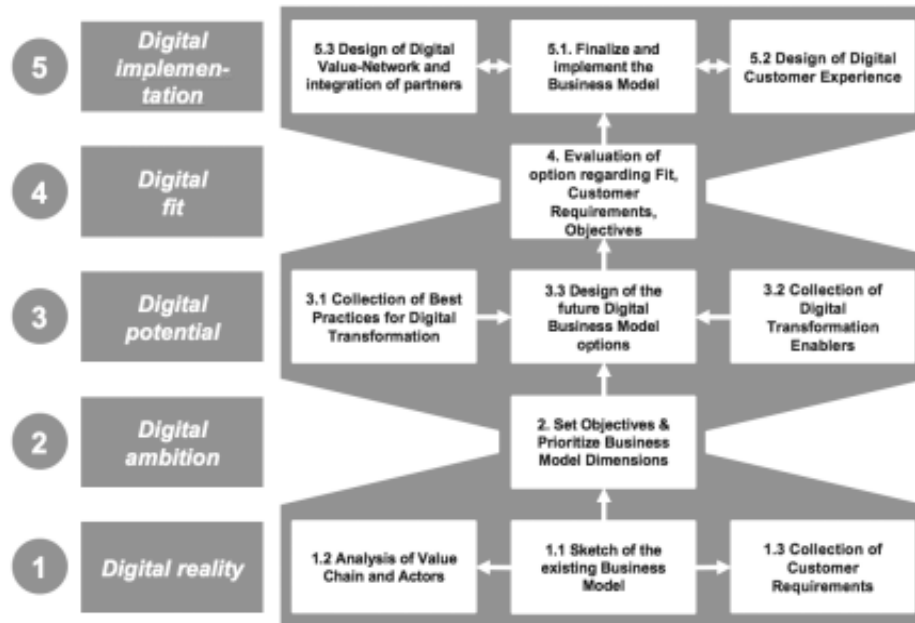 5
Digital
implemen-
tation
5.3 Design of Digital
Value-Network and
integration of partners
5.1. Finalize and
implement the
Business Model
5.2 Design of Digital
Customer Experience
4
Digital
fit
4. Evaluation of
option regarding Fit,
Customer
Requirements,
Objectives
3
Digital
potential
3.1 Collection of Best
Practices for Digital
Transformation
3.3 Design of the
future Digital
Business Model
options
3.2 Collection of
Digital
Transformation
Enablers
2
Digital
ambition
2. Set Objectives &
Prioritize Business
Model Dimensions
1
Digital reality
1.2 Analysis of Value
Chain and Actors
1.1 Sketch of the
existing Business
Model
1.3 Collection of
Customer
Requirements